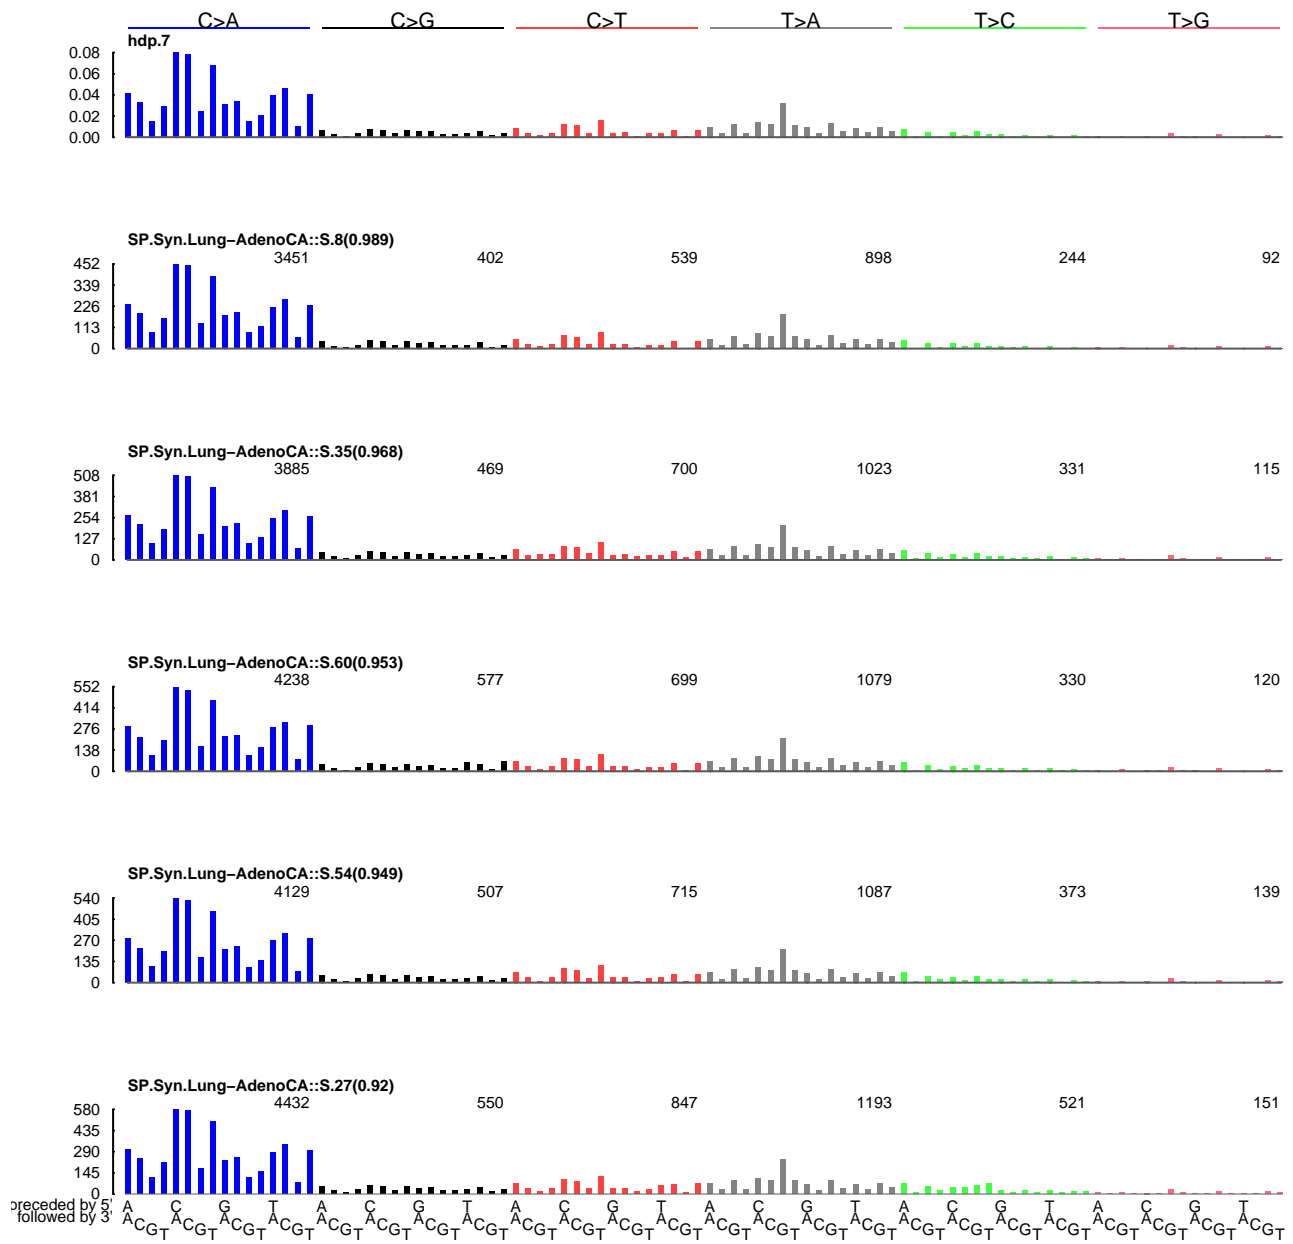 C>A C>G C>T T>A T>C T>G
hdp.7
0.08
0.06
0.04
0.02
0.00
SP.Syn.Lung−AdenoCA::S.8(0.989)
3451 402 539 898 244 92
452
339
226
113
0
SP.Syn.Lung−AdenoCA::S.35(0.968)
3885 469 700 1023 331 115
508
381
254
127
0
SP.Syn.Lung−AdenoCA::S.60(0.953)
4238 577 699 1079 330 120
552
414
276
138
0
SP.Syn.Lung−AdenoCA::S.54(0.949)
4129 507 715 1087 373 139
540
405
270
135
0
SP.Syn.Lung−AdenoCA::S.27(0.92)
4432 550 847 1193 521 151
580
435
290
145
0
preceded by 5' A C G T A C G T A C G T A C G T A C G T A C G T
followed by 3' A C G T A C G T A C G T A C G T A C G T A C G T A C G T A C G T A C G T A C G T A C G T A C G T A C G T A C G T A C G T A C G T A C G T A C G T A C G T A C G T A C G T A C G T A C G T A C G T